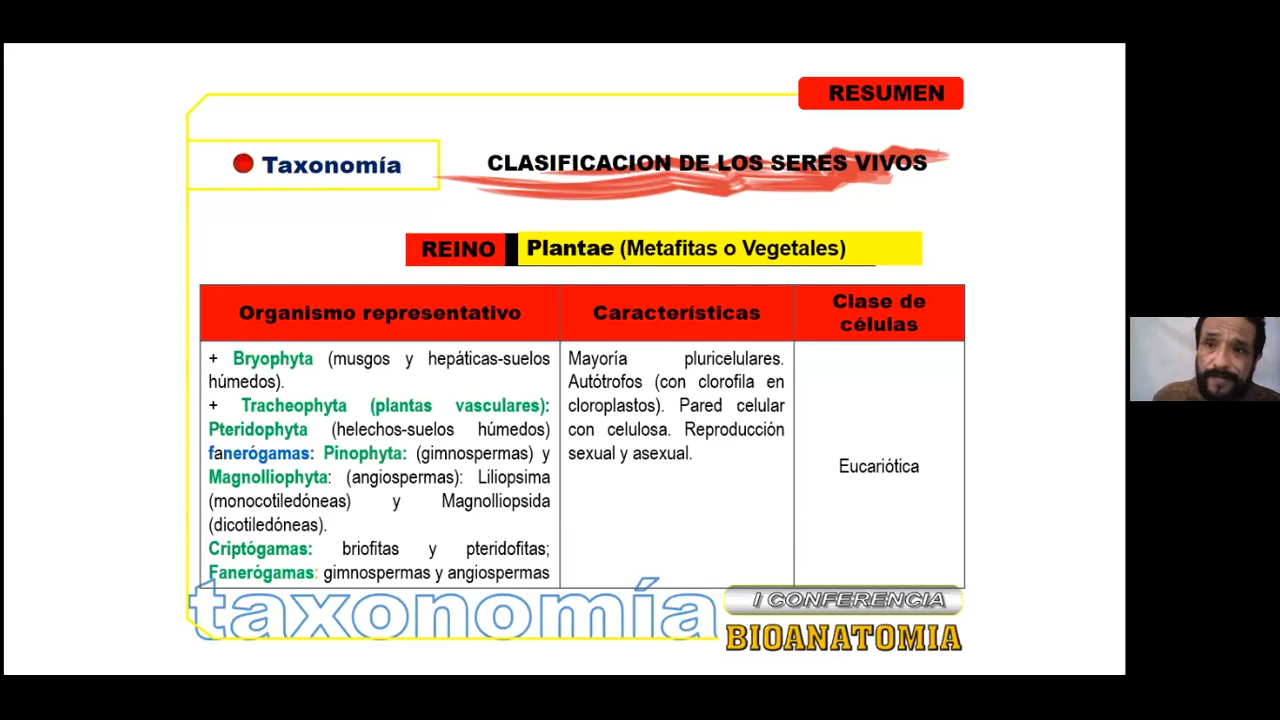 RESUMEN
Taxonomía
CLASIFICACION DE LOS SERES VIVOS
REINO Plantae (Metafitas o Vegetales)
Organismo representativo
Características
Clase de
células
+ Bryophyta (musgos y hepáticas-suelos
húmedos).
+ Tracheophyta (plantas vasculares):
Pteridophyta (helechos-suelos húmedos)
fanerógamas: Pinophyta: (gimnospermas) y
Magnolliophyta: (angiospermas): Liliopsima
(monocotiledóneas) y Magnolliopsida
(dicotiledóneas).
Criptógamas: briofitas y pteridofitas;
Fanerógamas: gimnospermas y angiospermas
Mayoría pluricelulares.
Autótrofos (con clorofila en
cloroplastos). Pared celular
con celulosa. Reproducción
sexual y asexual.
Eucariótica
taxonomía
I CONFERENCIA
BIOANATOMIA